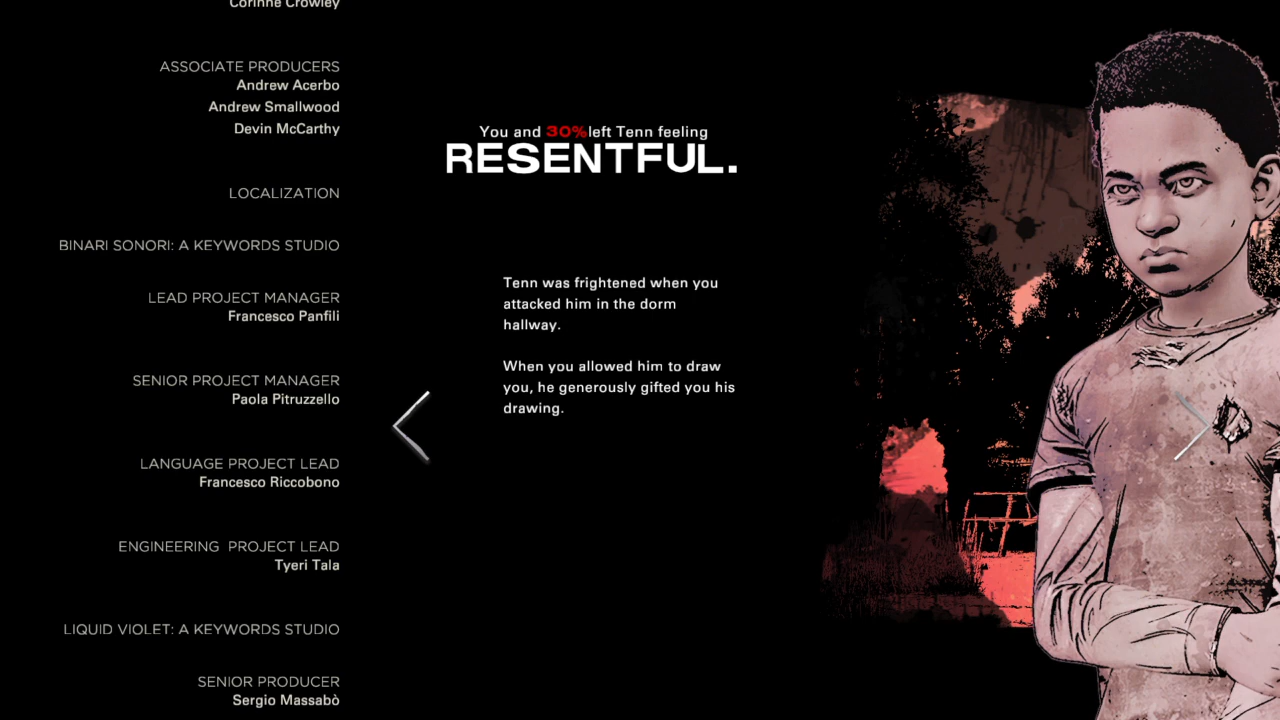 Corinne Crowley
ASSOCIATE PRODUCERS
Andrew Acerbo
Andrew Smallwood
Devin McCarthy
LOCALIZATION
BINARI SONORI: A KEYWORDS STUDIO
LEAD PROJECT MANAGER
Francesco Panfili
SENIOR PROJECT MANAGER
Paola Pitruzzello
LANGUAGE PROJECT LEAD
Francesco Riccobono
ENGINEERING PROJECT LEAD
Tyeri Tala
LIQUID VIOLET: A KEYWORDS STUDIO
SENIOR PRODUCER
Sergio Massabò
You and 30%left Tenn feeling
RESENTFUL.
Tenn was frightened when you
attacked him in the dorm
hallway.
When you allowed him to draw
you, he generously gifted you his
drawing.